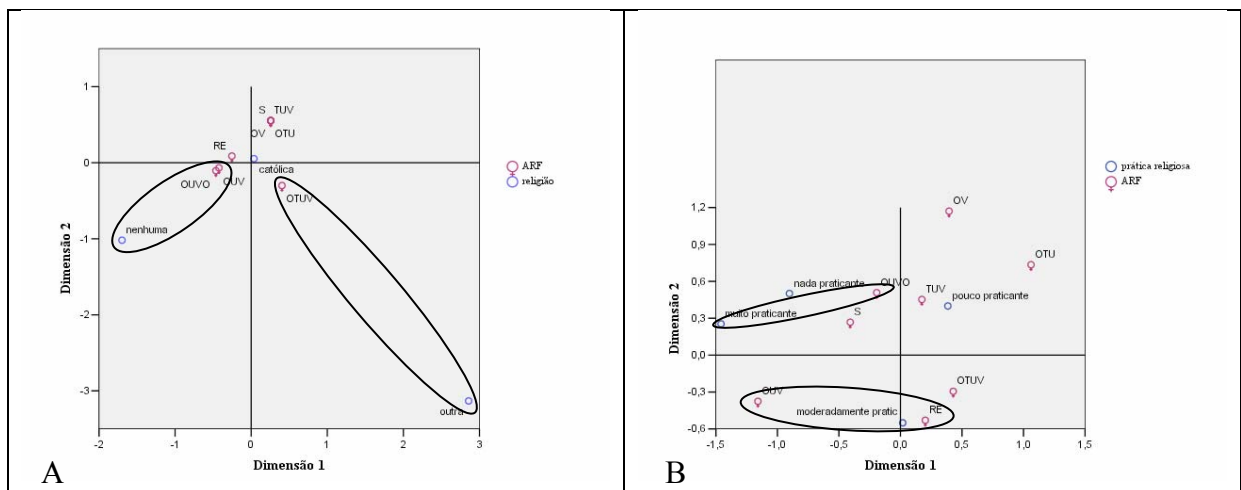 1
0
-1
-2
-3
-2
-1
0
1
2
3
Dimensão 2
Dimensão 1
S TUV
OV OTU
RE
católica
OUVO OUV
OTUV
nenhuma
outra
ARF
religião
A
1,2
0,9
0,6
0,3
0,0
-0,3
-0,6
-1,5
-1,0
-0,5
0,0
0,5
1,0
1,5
Dimensão 2
Dimensão 1
OV
OTU
nada praticante OUVO
TUV
pouco praticante
muito praticante
S
OUV
OTUV
moderadamente pratic RE
prática religiosa
ARF
B